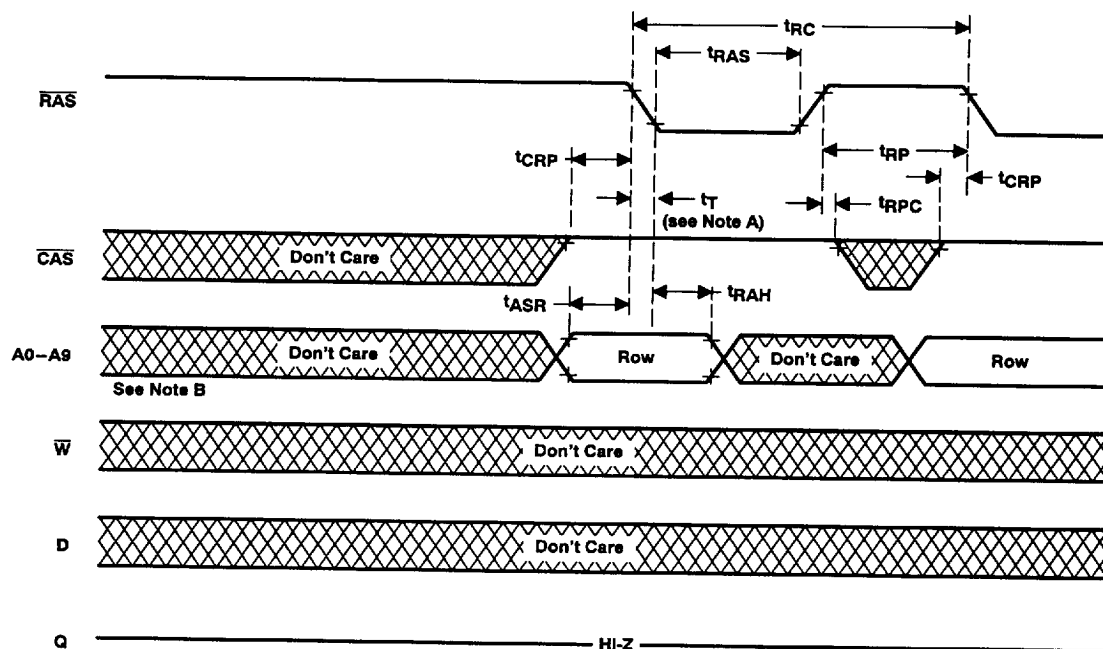 tRC
tRAS
RAS
tCRP
tRP
tCRP
tT
(see Note A)
tRPC
CAS
Don't Care
tASR
tRAH
A0–A9
Don't Care
Row
Don't Care
Row
See Note B
W
Don't Care
D
Don't Care
Q
HI-Z